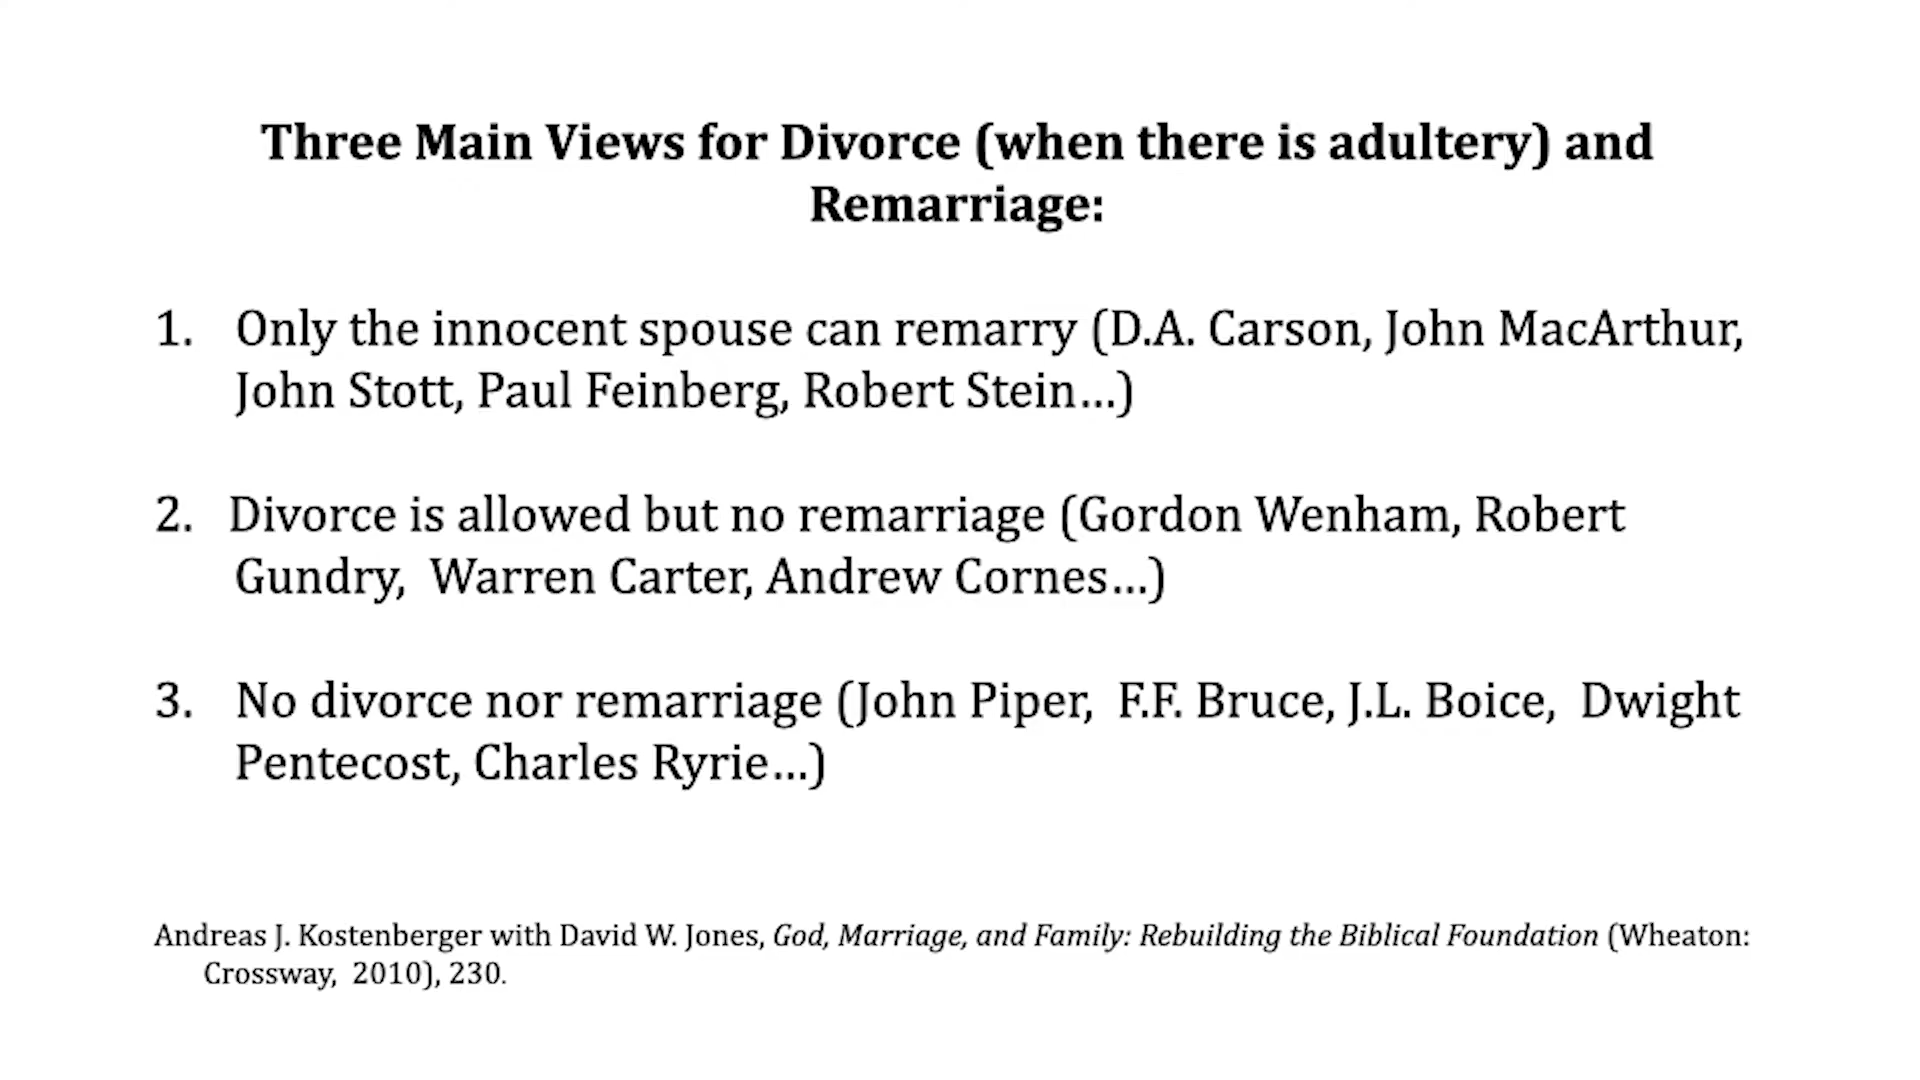 Three Main Views for Divorce (when there is adultery) and
Remarriage:
1. Only the innocent spouse can remarry (D.A. Carson, John MacArthur,
John Stott, Paul Feinberg, Robert Stein...)
2. Divorce is allowed but no remarriage (Gordon Wenham, Robert
Gundry, Warren Carter, Andrew Cornes...)
3. No divorce nor remarriage (John Piper, F.F. Bruce, J.L. Boice, Dwight
Pentecost, Charles Ryrie...)
Andreas J. Kostenberger with David W. Jones, God, Marriage, and Family: Rebuilding the Biblical Foundation (Wheaton:
Crossway, 2010), 230.